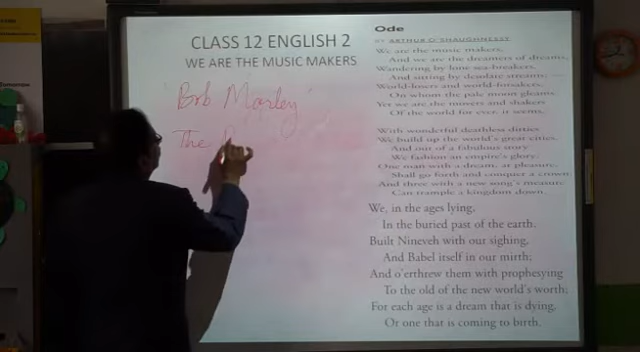 CLASS 12 ENGLISH 2
WE ARE THE MUSIC MAKERS
'Bob Marley'
The
Ode
BY ARTHUR O'SHAUGHNESSY
We are the music makers,
And we are the dreamers of dreams,
Wandering by lone sea-breakers,
And sitting by desolate streams; —
World-losers and world-forsakers,
On whom the pale moon gleams:
Yet we are the movers and shakers
Of the world for ever, it seems.
With wonderful deathless ditties
We build up the world's great cities,
And out of a fabulous story
We fashion an empire's glory:
One man with a dream, at pleasure,
Shall go forth and conquer a crown;
And three with a new song's measure
Can trample a kingdom down.
We, in the ages lying,
In the buried past of the earth,
Built Nineveh with our sighing,
And Babel itself in our mirth;
And o'erthrew them with prophesying
To the old of the new world's worth;
For each age is a dream that is dying,
Or one that is coming to birth.